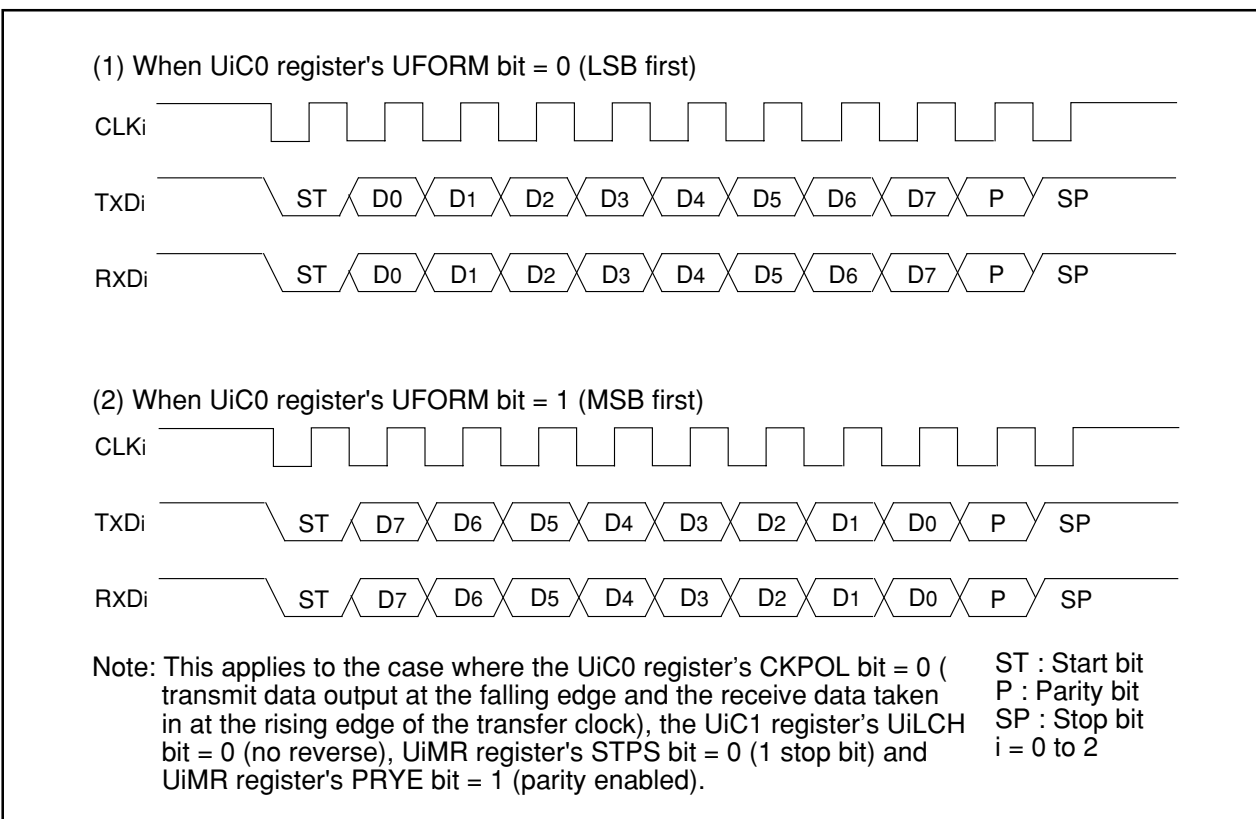 (1) When UiC0 register's UFORM bit = 0 (LSB first)
CLKi
TXDi ST D0 D1 D2 D3 D4 D5 D6 D7 P SP
RXDi ST D0 D1 D2 D3 D4 D5 D6 D7 P SP
(2) When UiC0 register's UFORM bit = 1 (MSB first)
CLKi
TXDi ST D7 D6 D5 D4 D3 D2 D1 D0 P SP
RXDi ST D7 D6 D5 D4 D3 D2 D1 D0 P SP
Note: This applies to the case where the UiC0 register’s CKPOL bit = 0 (
transmit data output at the falling edge and the receive data taken
in at the rising edge of the transfer clock), the UiC1 register’s UiLCH
bit = 0 (no reverse), UiMR register's STPS bit = 0 (1 stop bit) and
UiMR register's PRYE bit = 1 (parity enabled).
ST : Start bit
P : Parity bit
SP : Stop bit
i = 0 to 2